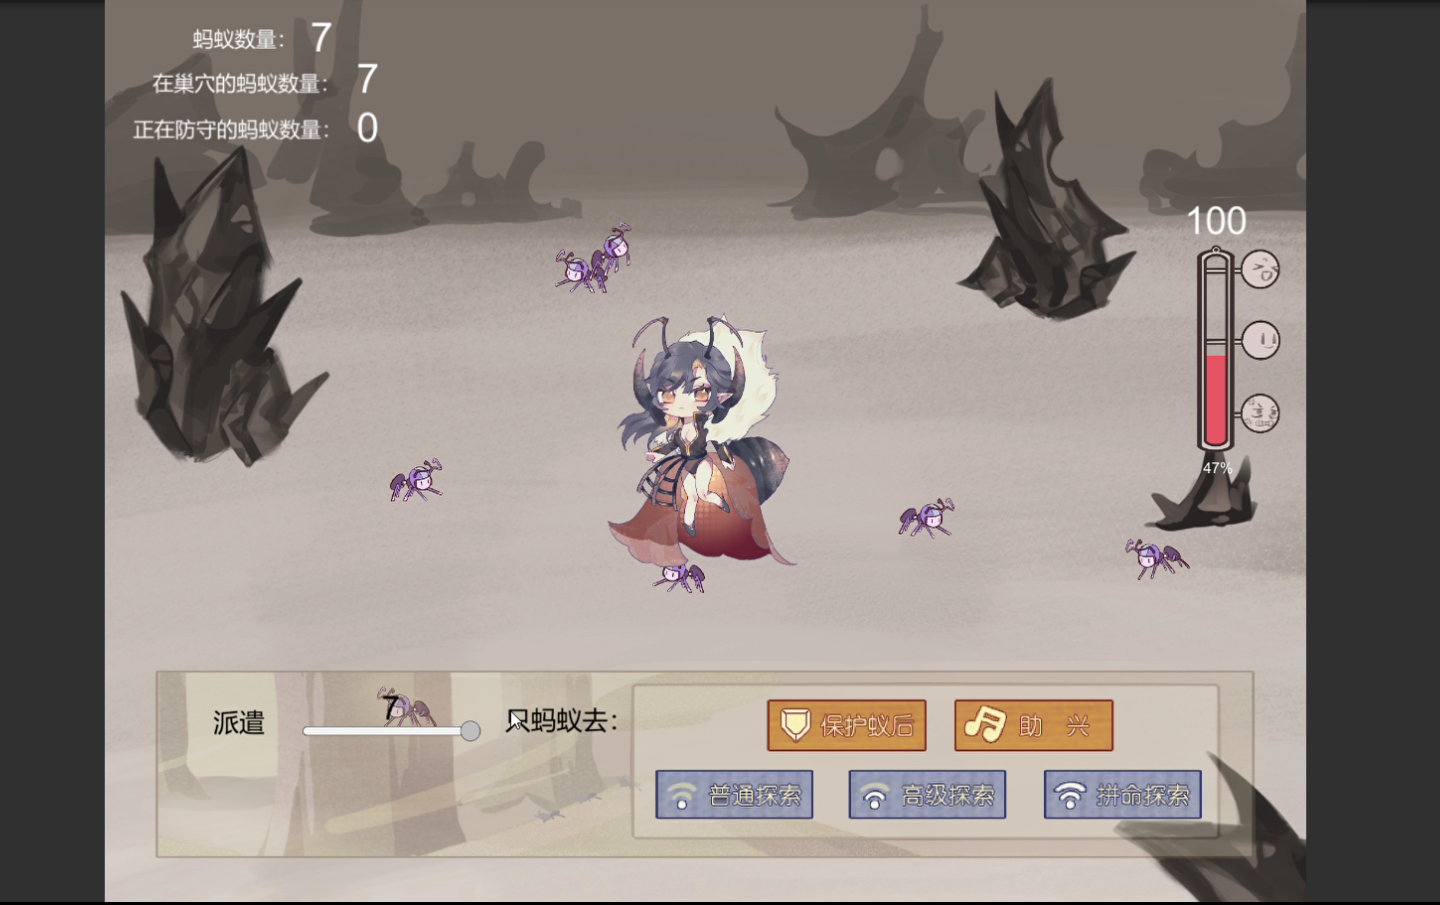 蚂蚁数量： 7
在巢穴的蚂蚁数量： 7
正在防守的蚂蚁数量： 0
100
47%
派遣 7 只蚂蚁去：
保护蚁后
助 兴
普通探索
高级探索
拼命探索